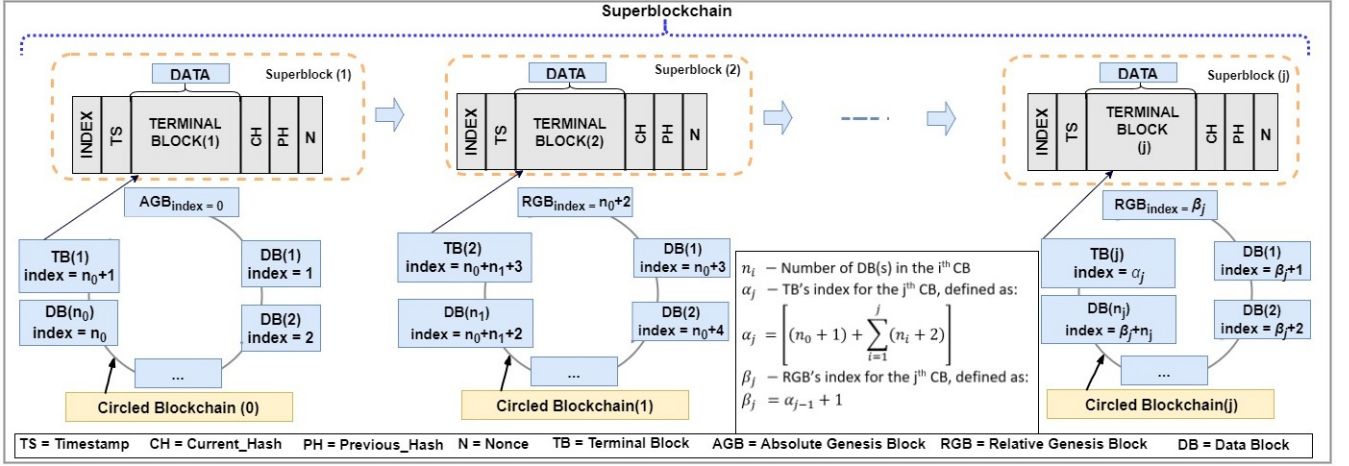 Superblockchain
DATA
Superblock (1)
INDEX
TS
TERMINAL
BLOCK(1)
CH
PH
N
AGB index = 0
TB(1)
index = n₀+1
DB(1)
index = 1
DB(n₀)
index = n₀
DB(2)
index = 2
...
Circled Blockchain (0)
DATA
Superblock (2)
INDEX
TS
TERMINAL
BLOCK(2)
CH
PH
N
RGB index = n₀+2
TB(2)
index = n₀+n₁+3
DB(1)
index = n₀+3
DB(n₁)
index = n₀+n₁+2
DB(2)
index = n₀+4
...
Circled Blockchain(1)
DATA
Superblock (j)
INDEX
TS
TERMINAL
BLOCK
(j)
CH
PH
N
RGB index = βⱼ
TB(j)
index = αⱼ
DB(1)
index = βⱼ+1
DB(nⱼ)
index = βⱼ+nⱼ
DB(2)
index = βⱼ+2
...
Circled Blockchain(j)
nᵢ – Number of DB(s) in the iᵗʰ CB
αⱼ – TB's index for the jᵗʰ CB, defined as:
αⱼ = [(n₀ + 1) + ∑ⱼᵢ₌₁(nᵢ + 2)]
βⱼ – RGB's index for the jᵗʰ CB, defined as:
βⱼ = αⱼ₋₁ + 1
TS = Timestamp CH = Current_Hash PH = Previous_Hash N = Nonce TB = Terminal Block AGB = Absolute Genesis Block RGB = Relative Genesis Block DB = Data Block